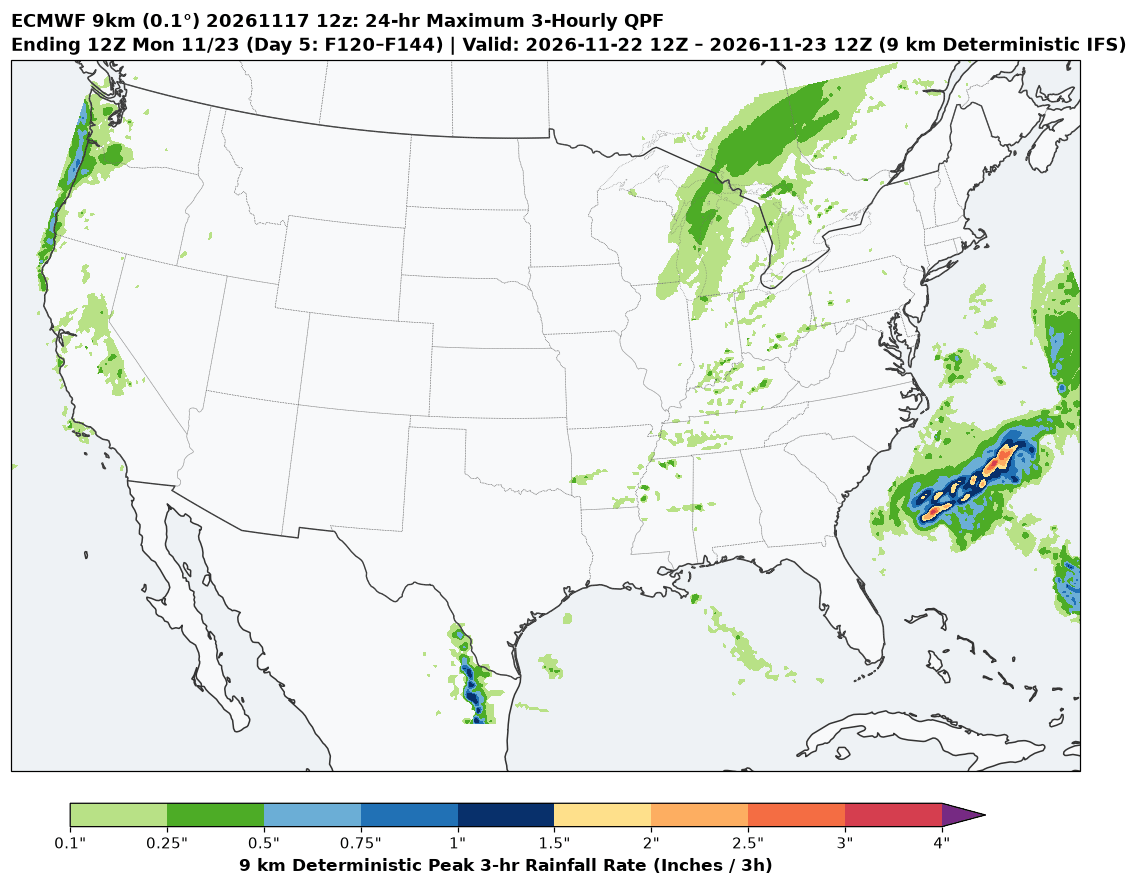 ECMWF 9km (0.1°) 20261117 12z: 24-hr Maximum 3-Hourly QPF
Ending 12Z Mon 11/23 (Day 5: F120–F144) | Valid: 2026-11-22 12Z – 2026-11-23 12Z (9 km Deterministic IFS)
0.1" 0.25" 0.5" 0.75" 1" 1.5" 2" 2.5" 3" 4"
9 km Deterministic Peak 3-hr Rainfall Rate (Inches / 3h)